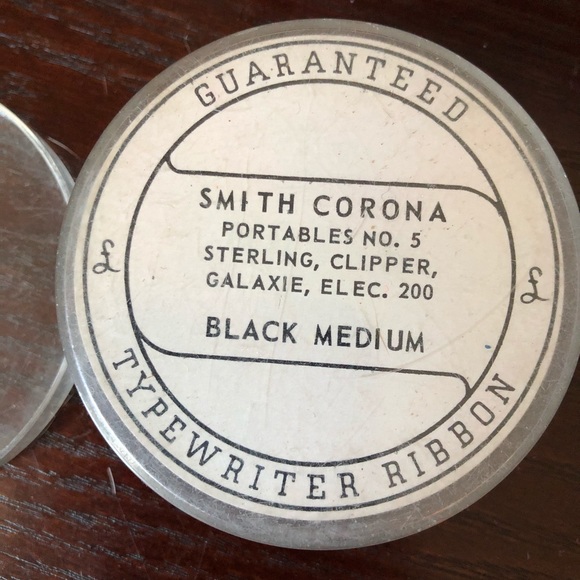 GUARANTEED
SMITH CORONA
PORTABLES NO. 5
STERLING, CLIPPER,
GALAXIE, ELEC. 200
BLACK MEDIUM
£ £
TYPEWRITER RIBBON